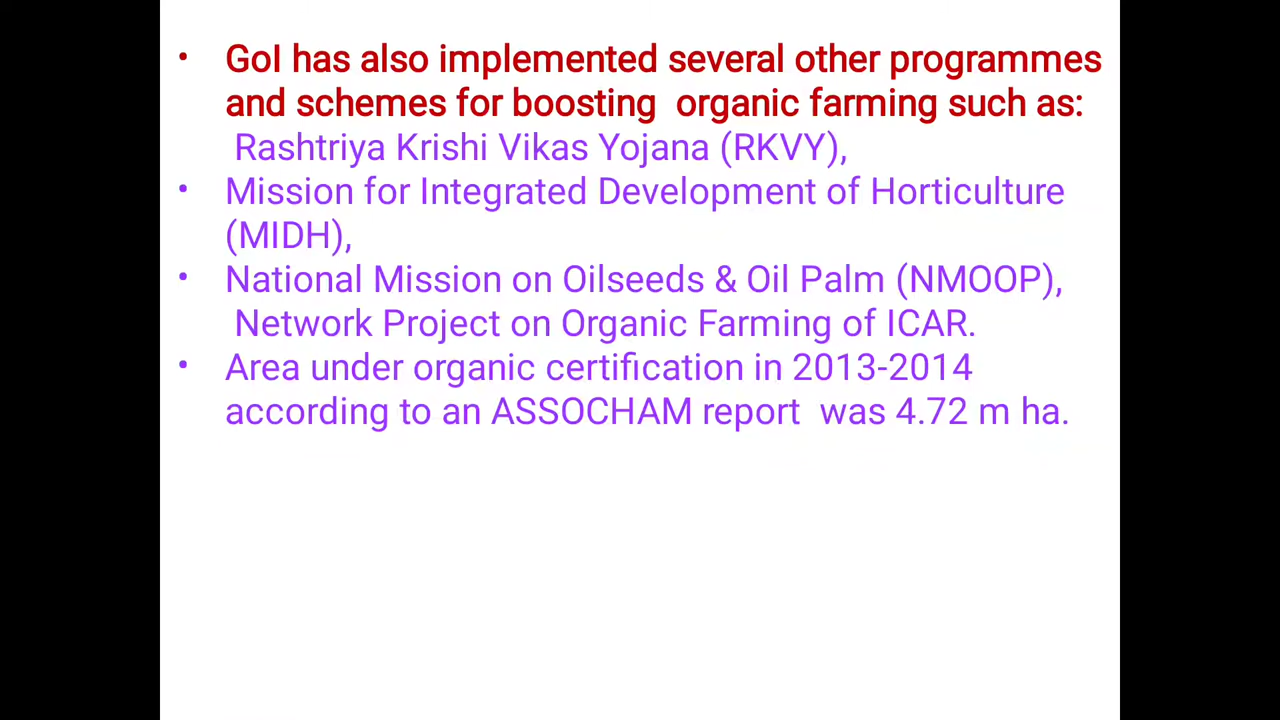 • GoI has also implemented several other programmes
and schemes for boosting organic farming such as:
Rashtriya Krishi Vikas Yojana (RKVY),
• Mission for Integrated Development of Horticulture
(MIDH),
• National Mission on Oilseeds & Oil Palm (NMOOP),
Network Project on Organic Farming of ICAR.
• Area under organic certification in 2013-2014
according to an ASSOCHAM report was 4.72 m ha.